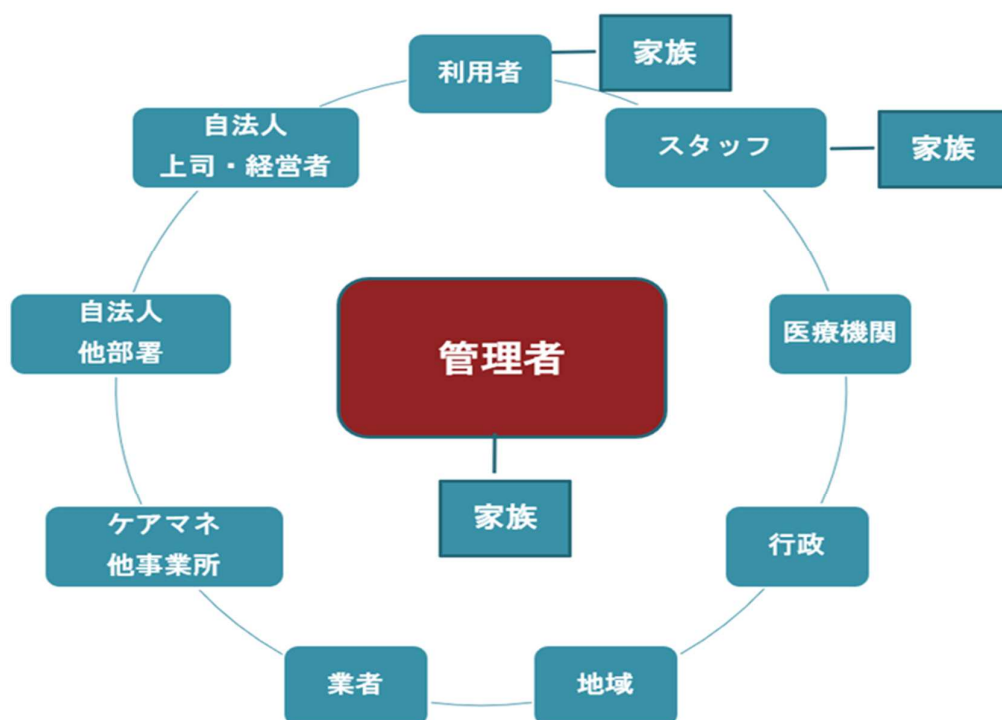 利用者
家族
スタッフ
家族
自法人
上司・経営者
自法人
他部署
管理者
医療機関
家族
ケアマネ
他事業所
行政
業者
地域